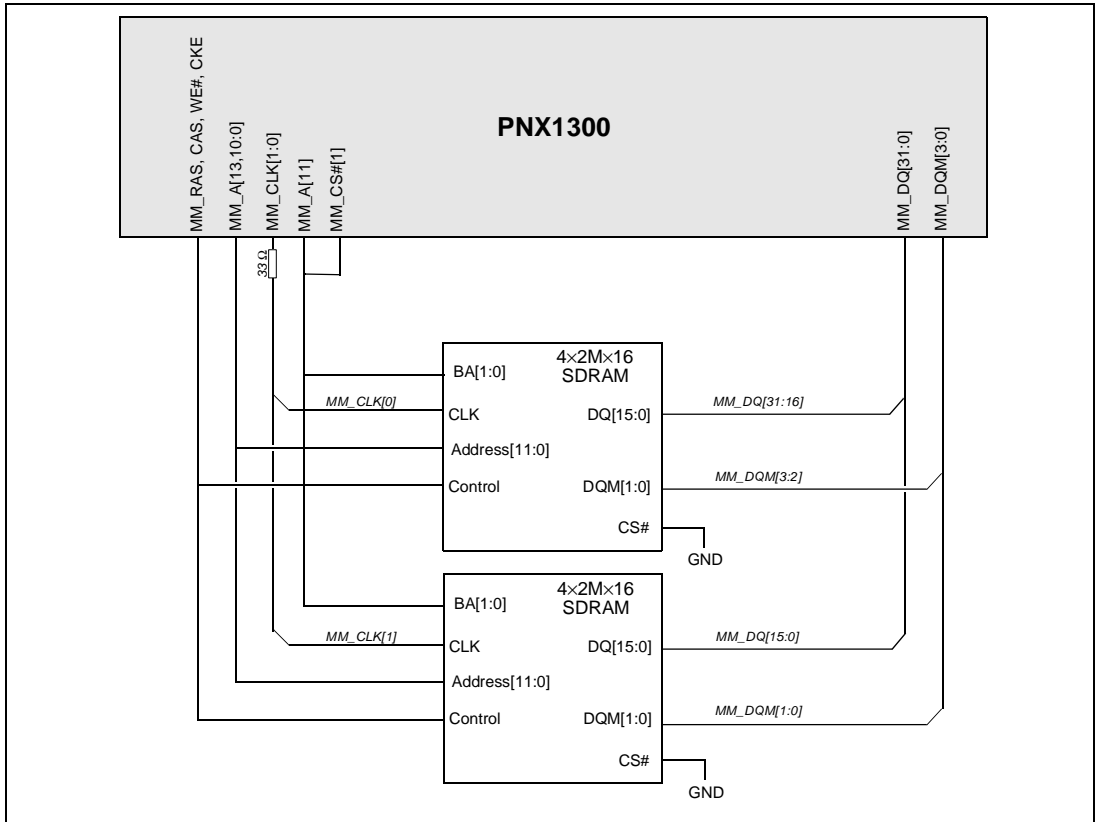 PNX1300
MM_RAS, CAS, WE#, CKE
MM_A[13,10:0]
MM_CLK[1:0]
MM_A[11]
MM_CS#[1]
MM_DQ[31:0]
MM_DQM[3:0]
33 Ω
4×2M×16
SDRAM
BA[1:0]
MM_CLK[0]
CLK
DQ[15:0]
MM_DQ[31:16]
Address[11:0]
Control
DQM[1:0]
MM_DQM[3:2]
CS#
GND
4×2M×16
SDRAM
BA[1:0]
MM_CLK[1]
CLK
DQ[15:0]
MM_DQ[15:0]
Address[11:0]
Control
DQM[1:0]
MM_DQM[1:0]
CS#
GND